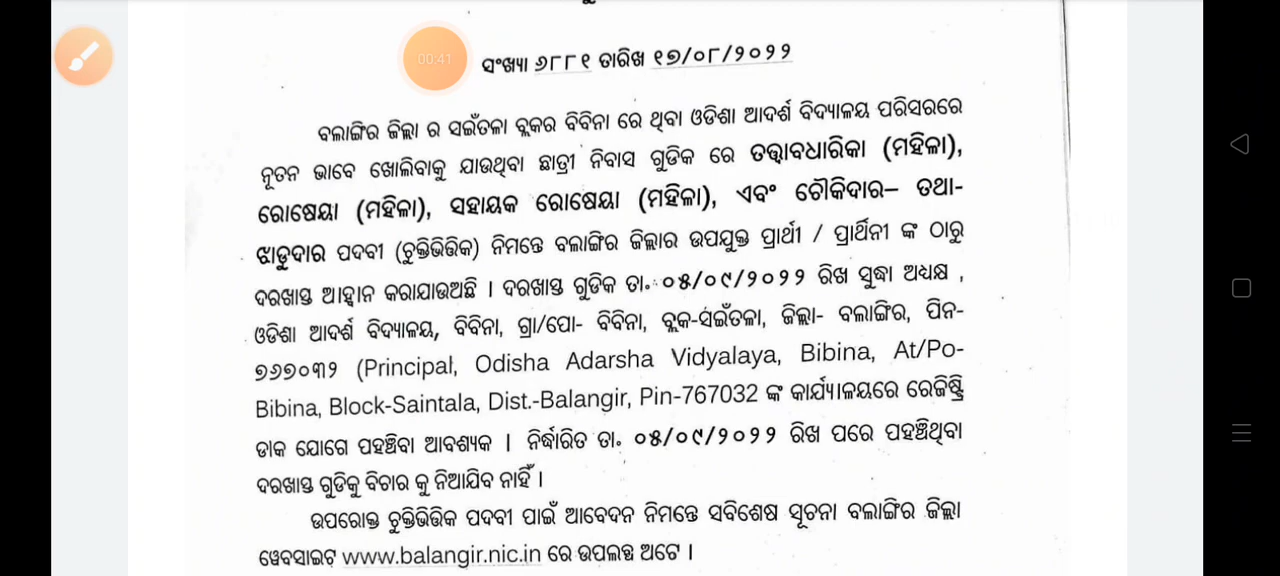 00:41
ସଂଖ୍ୟା ୬୮୮୧ ତାରିଖ ୧୭/୦୮/୨୦୨୨
ବଲାଙ୍ଗିର ଜିଲ୍ଲା ର ସଇଁତଳା ବ୍ଲକର ବିବିନା ରେ ଥିବା ଓଡିଶା ଆଦର୍ଶ ବିଦ୍ୟାଳୟ ପରିସରରେ
ନୂତନ ଭାବେ ଖୋଲିବାକୁ ଯାଉଥିବା ଛାତ୍ରୀ ନିବାସ ଗୁଡିକ ରେ ତତ୍ତ୍ୱାବଧାରିକା (ମହିଳା),
ରୋଷେୟା (ମହିଳା), ସହାୟକ ରୋଷେୟା (ମହିଳା), ଏବଂ ଚୌକିଦାର– ତଥା-
ଝାଡୁଦାର ପଦବୀ (ଚୁକ୍ତିଭିତ୍ତିକ) ନିମନ୍ତେ ବଲାଙ୍ଗିର ଜିଲ୍ଲାର ଉପଯୁକ୍ତ ପ୍ରାର୍ଥୀ / ପ୍ରାର୍ଥିନୀ ଙ୍କ ଠାରୁ
ଦରଖାସ୍ତ ଆହ୍ୱାନ କରାଯାଉଅଛି । ଦରଖାସ୍ତ ଗୁଡିକ ତା. ୦୫/୦୯/୨୦୨୨ ରିଖ ସୁଦ୍ଧା ଅଧ୍ୟକ୍ଷ ,
ଓଡିଶା ଆଦର୍ଶ ବିଦ୍ୟାଳୟ, ବିବିନା, ଗ୍ରା/ପୋ- ବିବିନା, ବ୍ଲକ-ସଇଁତଳା, ଜିଲ୍ଲା- ବଲାଙ୍ଗିର, ପିନ-
୭୬୭୦୩୨ (Principal, Odisha Adarsha Vidyalaya, Bibina, At/Po-
Bibina, Block-Saintala, Dist.-Balangir, Pin-767032 ଙ୍କ କାର୍ଯ୍ୟାଳୟରେ ରେଜିଷ୍ଟ୍ରି
ଡାକ ଯୋଗେ ପହଞ୍ଚିବା ଆବଶ୍ୟକ । ନିର୍ଦ୍ଧାରିତ ତା. ୦୫/୦୯/୨୦୨୨ ରିଖ ପରେ ପହଞ୍ଚିଥିବା
ଦରଖାସ୍ତ ଗୁଡିକୁ ବିଚାର କୁ ନିଆଯିବ ନାହିଁ ।
ଉପରୋକ୍ତ ଚୁକ୍ତିଭିତ୍ତିକ ପଦବୀ ପାଇଁ ଆବେଦନ ନିମନ୍ତେ ସବିଶେଷ ସୂଚନା ବଲାଙ୍ଗିର ଜିଲ୍ଲା
ୱେବସାଇଟ୍ www.balangir.nic.in ରେ ଉପଲବ୍ଧ ଅଟେ ।